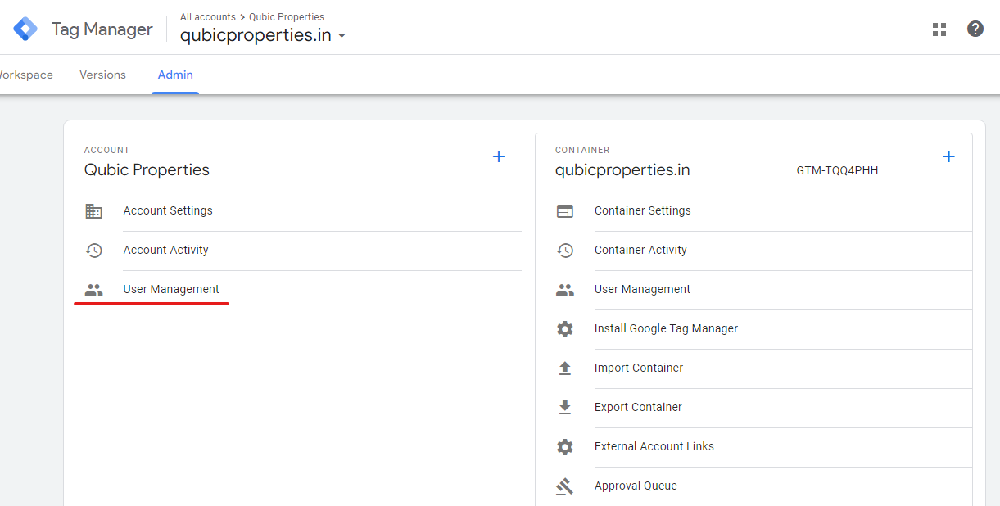 All accounts > Qubic Properties
Tag Manager
qubicproperties.in
Workspace Versions Admin
ACCOUNT
Qubic Properties
Account Settings
Account Activity
User Management
CONTAINER
qubicproperties.in GTM-TQQ4PHH
Container Settings
Container Activity
User Management
Install Google Tag Manager
Import Container
Export Container
External Account Links
Approval Queue